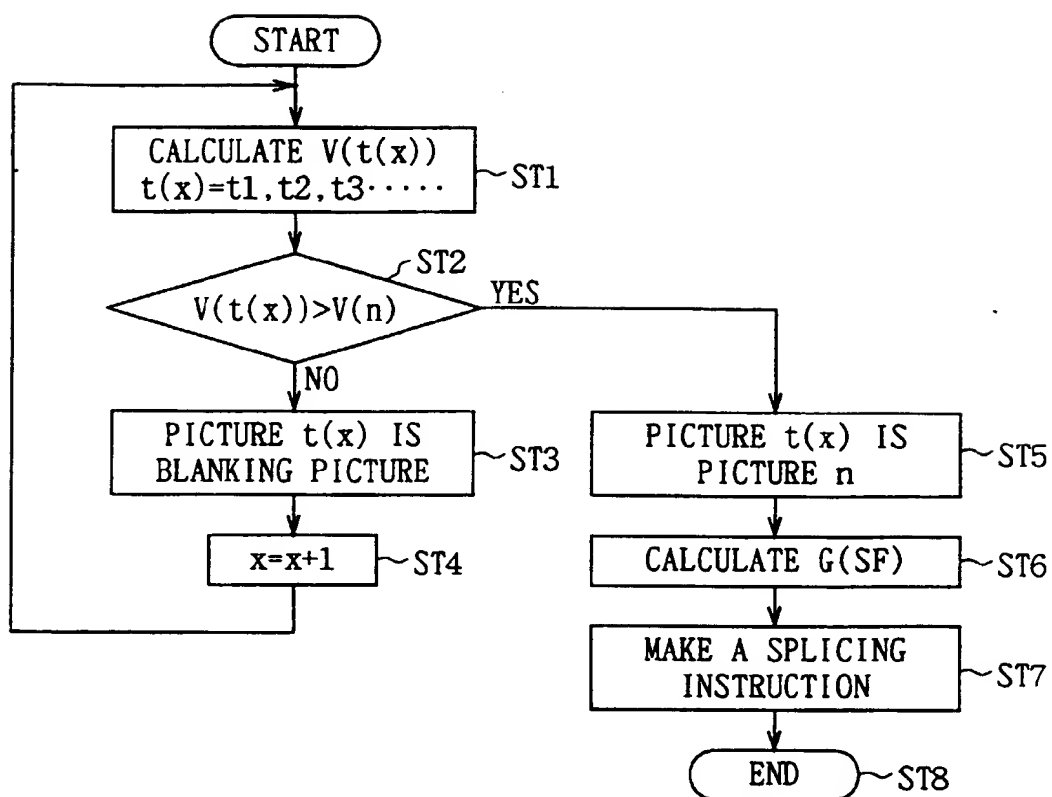 START
CALCULATE V(t(x))
t(x)=t1,t2,t3·····
ST1
ST2
V(t(x))>V(n)
YES
NO
PICTURE t(x) IS
BLANKING PICTURE
ST3
x=x+1
ST4
PICTURE t(x) IS
PICTURE n
ST5
CALCULATE G(SF)
ST6
MAKE A SPLICING
INSTRUCTION
ST7
END
ST8